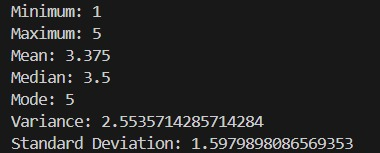 Minimum: 1
Maximum: 5
Mean: 3.375
Median: 3.5
Mode: 5
Variance: 2.5535714285714284
Standard Deviation: 1.5979898086569353